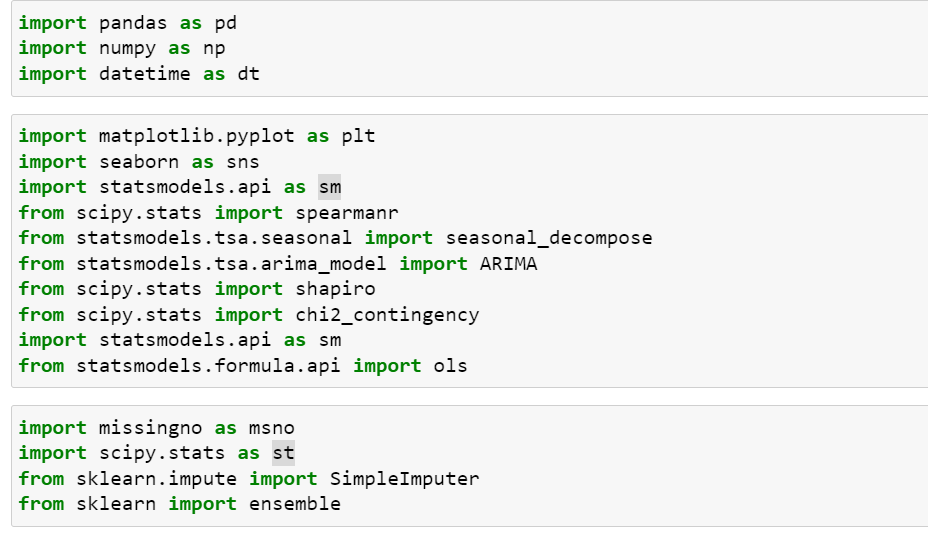 import pandas as pd
import numpy as np
import datetime as dt
import matplotlib.pyplot as plt
import seaborn as sns
import statsmodels.api as sm
from scipy.stats import spearmanr
from statsmodels.tsa.seasonal import seasonal_decompose
from statsmodels.tsa.arima_model import ARIMA
from scipy.stats import shapiro
from scipy.stats import chi2_contingency
import statsmodels.api as sm
from statsmodels.formula.api import ols
import missingno as msno
import scipy.stats as st
from sklearn.impute import SimpleImputer
from sklearn import ensemble